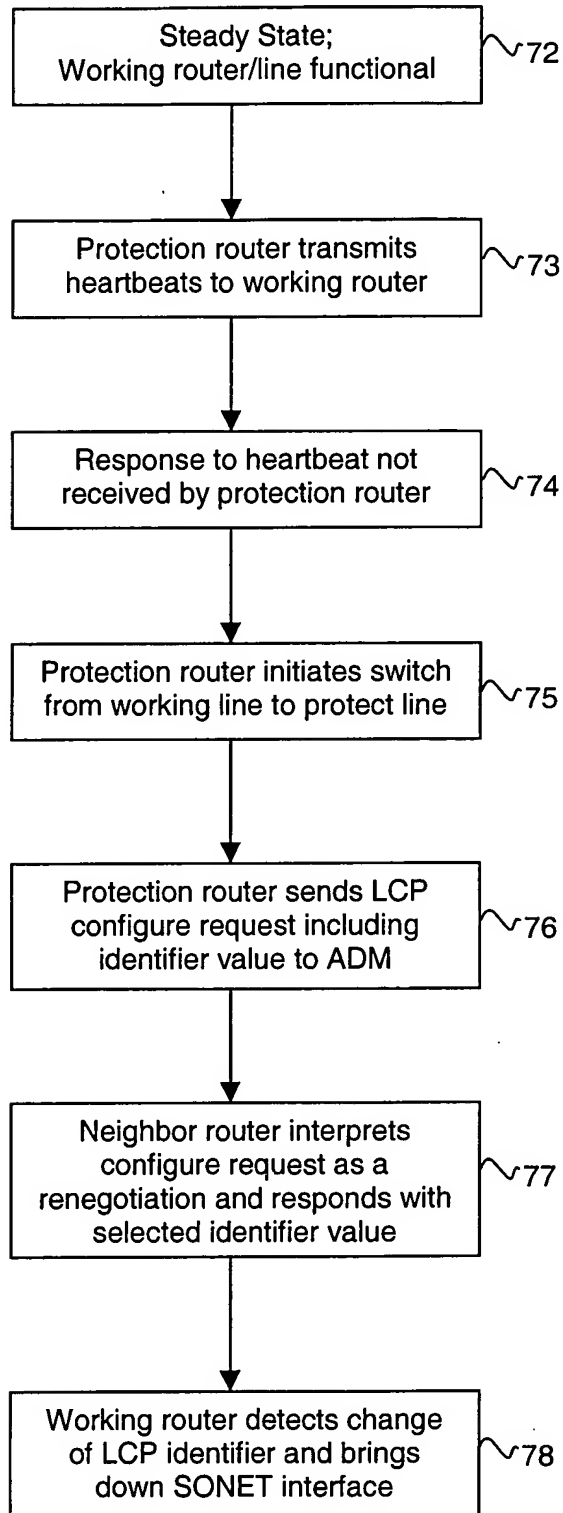 Steady State;
Working router/line functional
72
Protection router transmits
heartbeats to working router
73
Response to heartbeat not
received by protection router
74
Protection router initiates switch
from working line to protect line
75
Protection router sends LCP
configure request including
identifier value to ADM
76
Neighbor router interprets
configure request as a
renegotiation and responds with
selected identifier value
77
Working router detects change
of LCP identifier and brings
down SONET interface
78